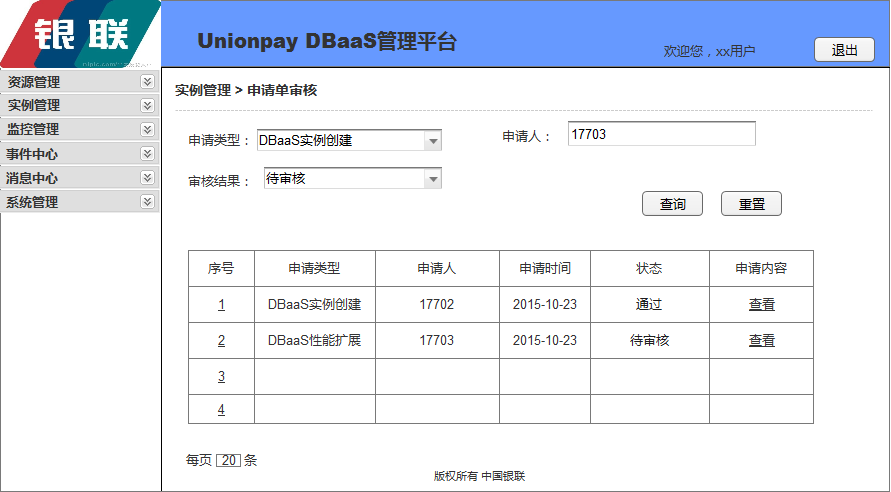 银联
Unionpay DBaaS管理平台
欢迎您，xx用户
退出
资源管理
实例管理
监控管理
事件中心
消息中心
系统管理
实例管理 > 申请单审核
申请类型： DBaaS实例创建 申请人： 17703
审核结果： 待审核
查询 重置
序号 申请类型 申请人 申请时间 状态 申请内容
1 DBaaS实例创建 17702 2015-10-23 通过 查看
2 DBaaS性能扩展 17703 2015-10-23 待审核 查看
3
4
每页 20 条
版权所有 中国银联